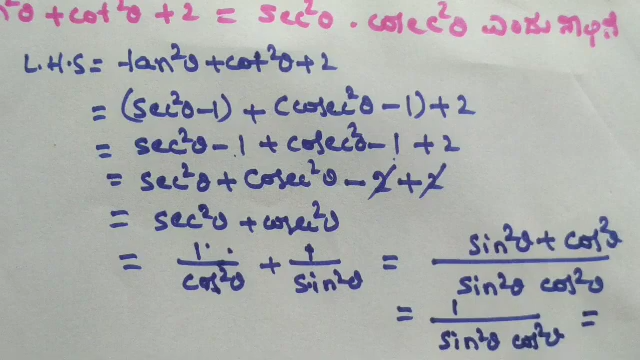 n²θ + cot²θ + 2 = sec²θ . cosec²θ ಎಂದು ಸಾಧಿಸಿ
L.H.S = tan²θ + cot²θ + 2
= (sec²θ - 1) + (cosec²θ - 1) + 2
= sec²θ - 1 + cosec²θ - 1 + 2
= sec²θ + cosec²θ - 2 + 2
= sec²θ + cosec²θ
= 1/cos²θ + 1/sin²θ = sin²θ + cos²θ/sin²θ cos²θ
= 1/sin²θ cos²θ =